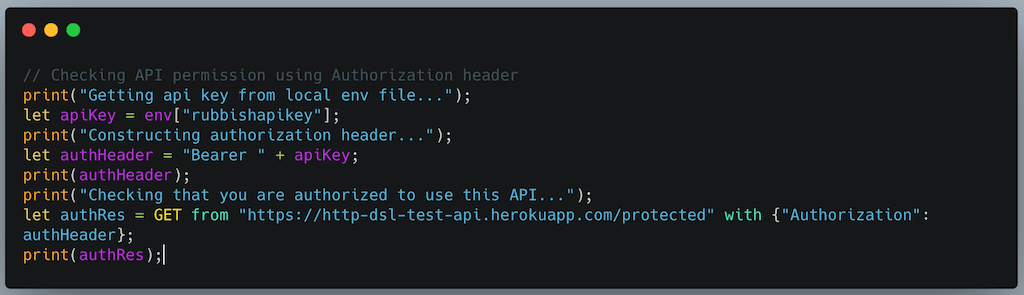 // Checking API permission using Authorization header
print("Getting api key from local env file...");
let apiKey = env["rubbishapikey"];
print("Constructing authorization header...");
let authHeader = "Bearer " + apiKey;
print(authHeader);
print("Checking that you are authorized to use this API...");
let authRes = GET from "https://http-dsl-test-api.herokuapp.com/protected" with {"Authorization":
authHeader};
print(authRes);